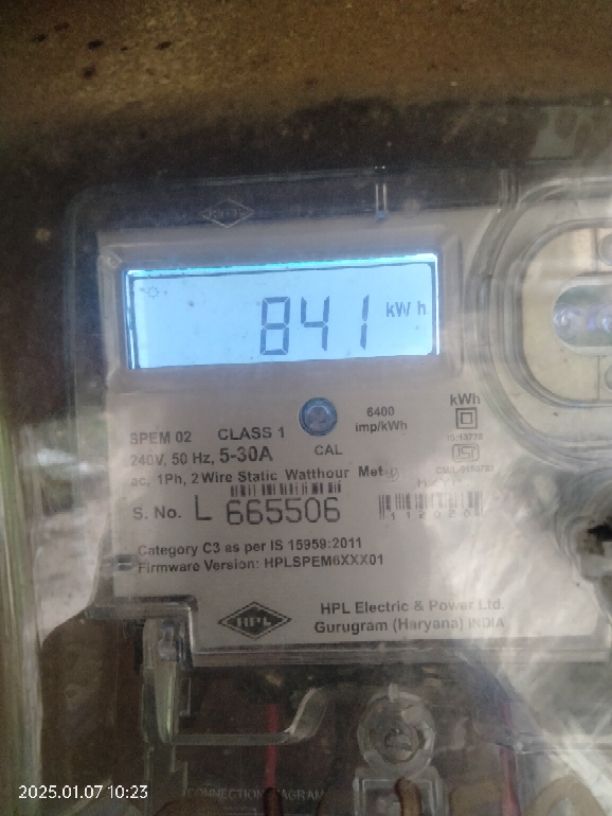 841 kWh
6400
imp/kWh
kWh
SPEM 02 CLASS 1
CAL
240V, 50 Hz, 5-30A
ac, 1Ph, 2 Wire Static Watthour
S. No. L 665506
Category C3 as per IS 15959:2011
Firmware Version: HPLSPEM6XXX01
HPL
HPL Electric & Power Ltd.
Gurugram (Haryana) INDIA
CONNECTION DIAGRAM
2025.01.07 10:23